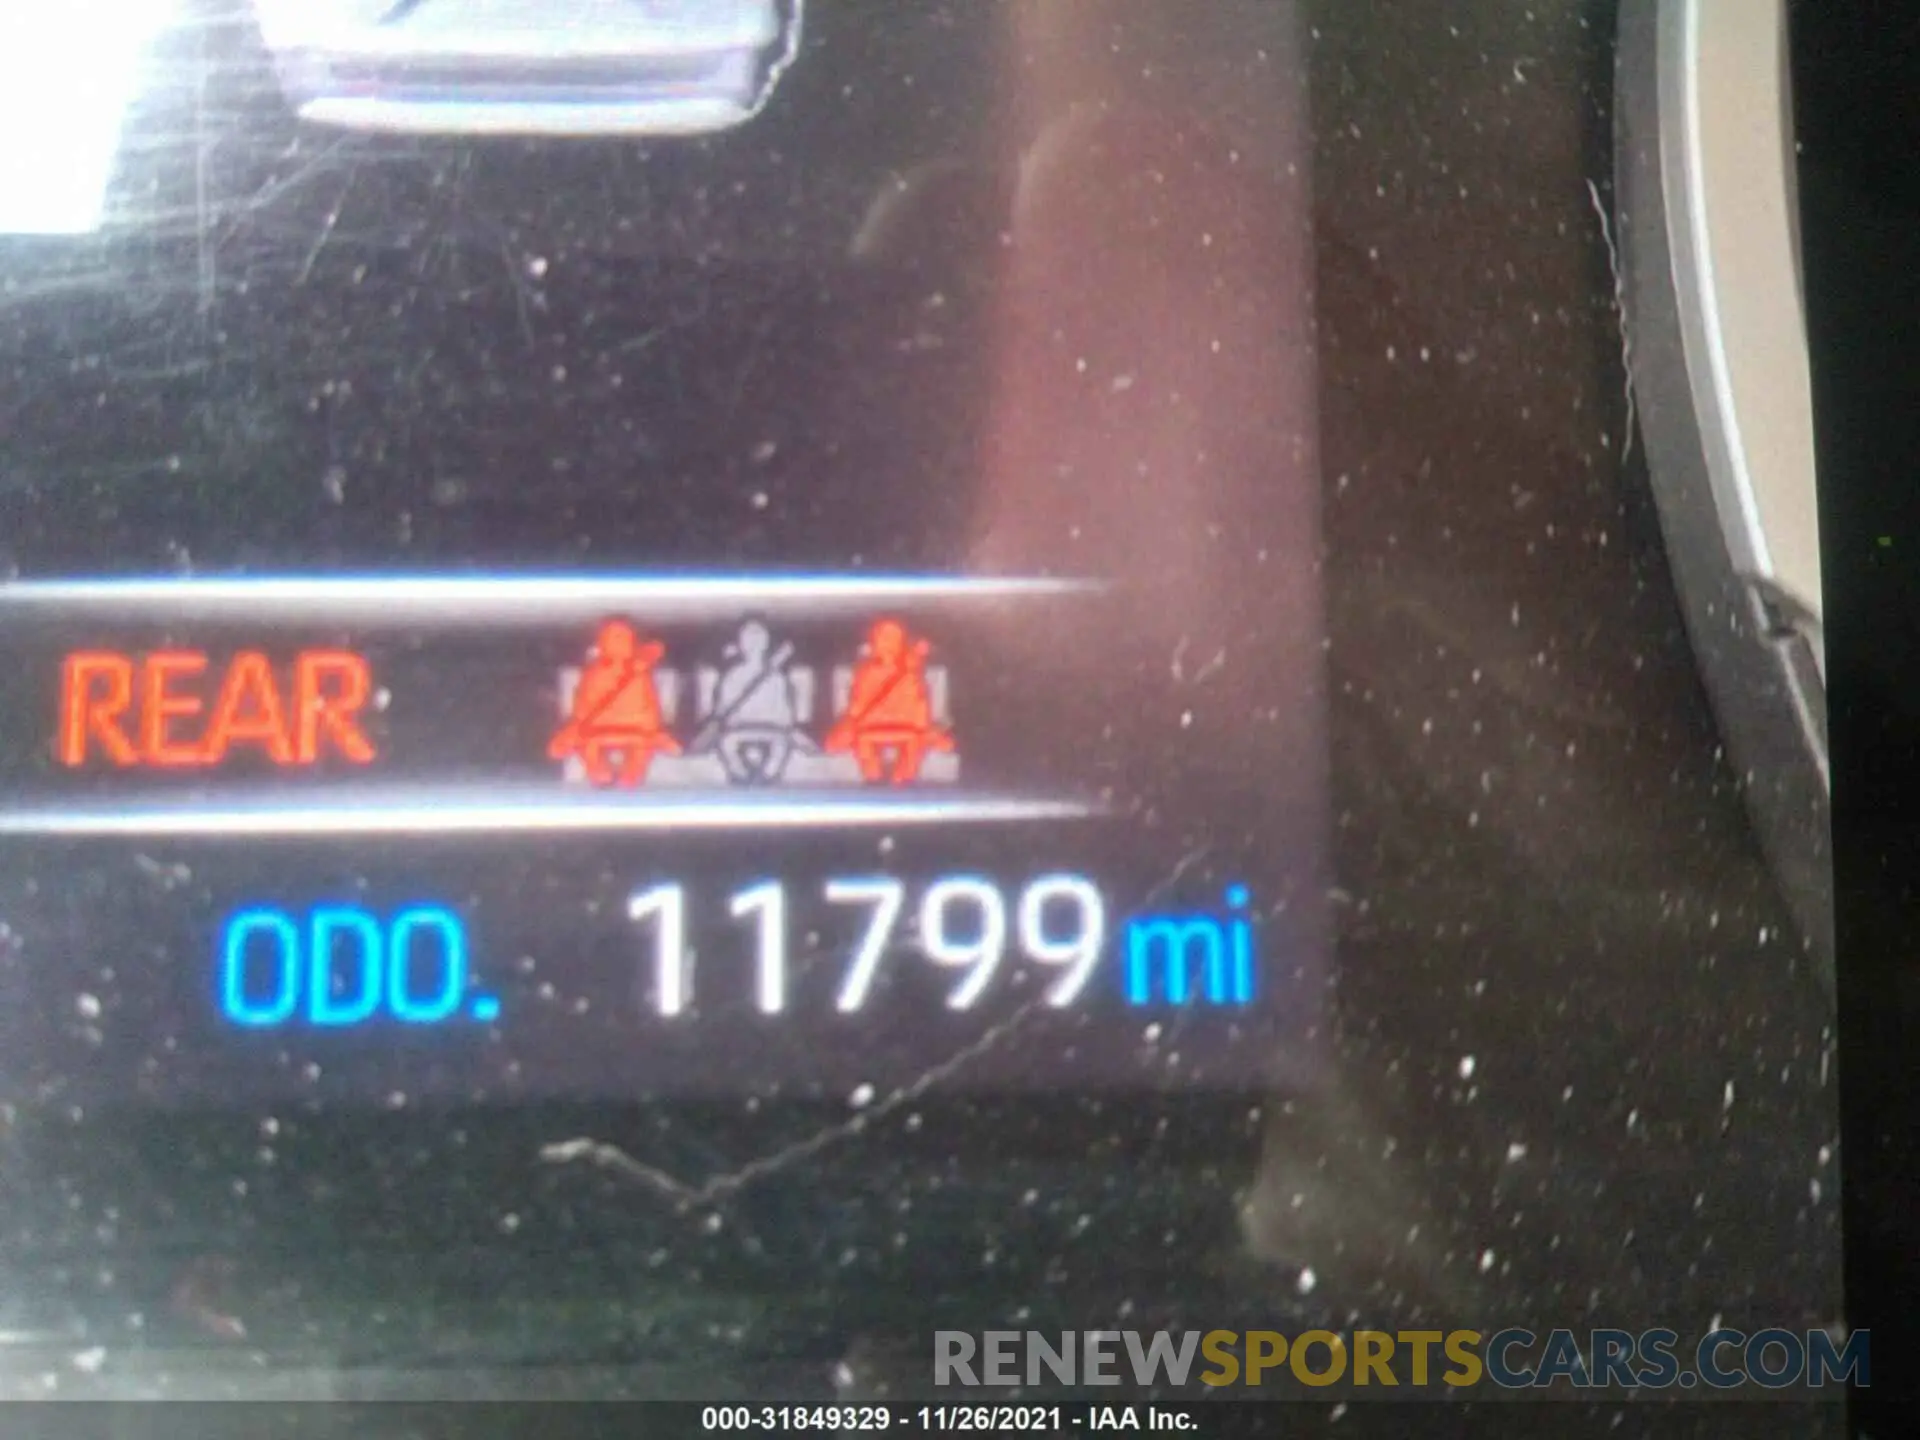 REAR
ODO. 11799 mi
RENEWSPORTSCARS.COM
000-31849329 - 11/26/2021 - IAA Inc.